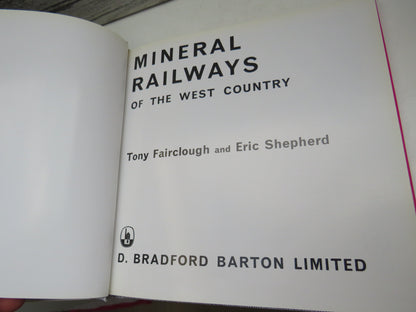 MINERAL
RAILWAYS
OF THE WEST COUNTRY
Tony Fairclough and Eric Shepherd
D. BRADFORD BARTON LIMITED